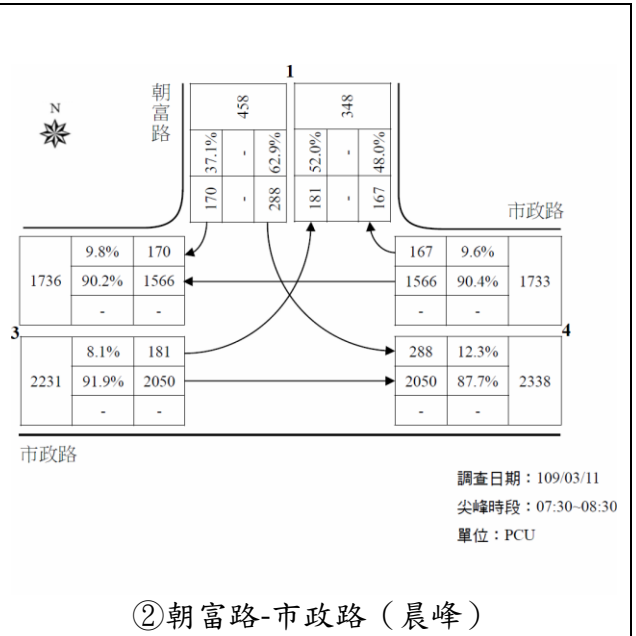 1
N
朝富路
458
348
37.1% - 62.9%
52.0% - 48.0%
170 - 288
181 - 167
市政路
9.8% 170
1736 90.2% 1566
- -
167 9.6%
1566 90.4% 1733
- -
3
4
8.1% 181
2231 91.9% 2050
- -
288 12.3%
2050 87.7% 2338
- -
市政路
調查日期：109/03/11
尖峰時段：07:30~08:30
單位：PCU
②朝富路-市政路（晨峰）